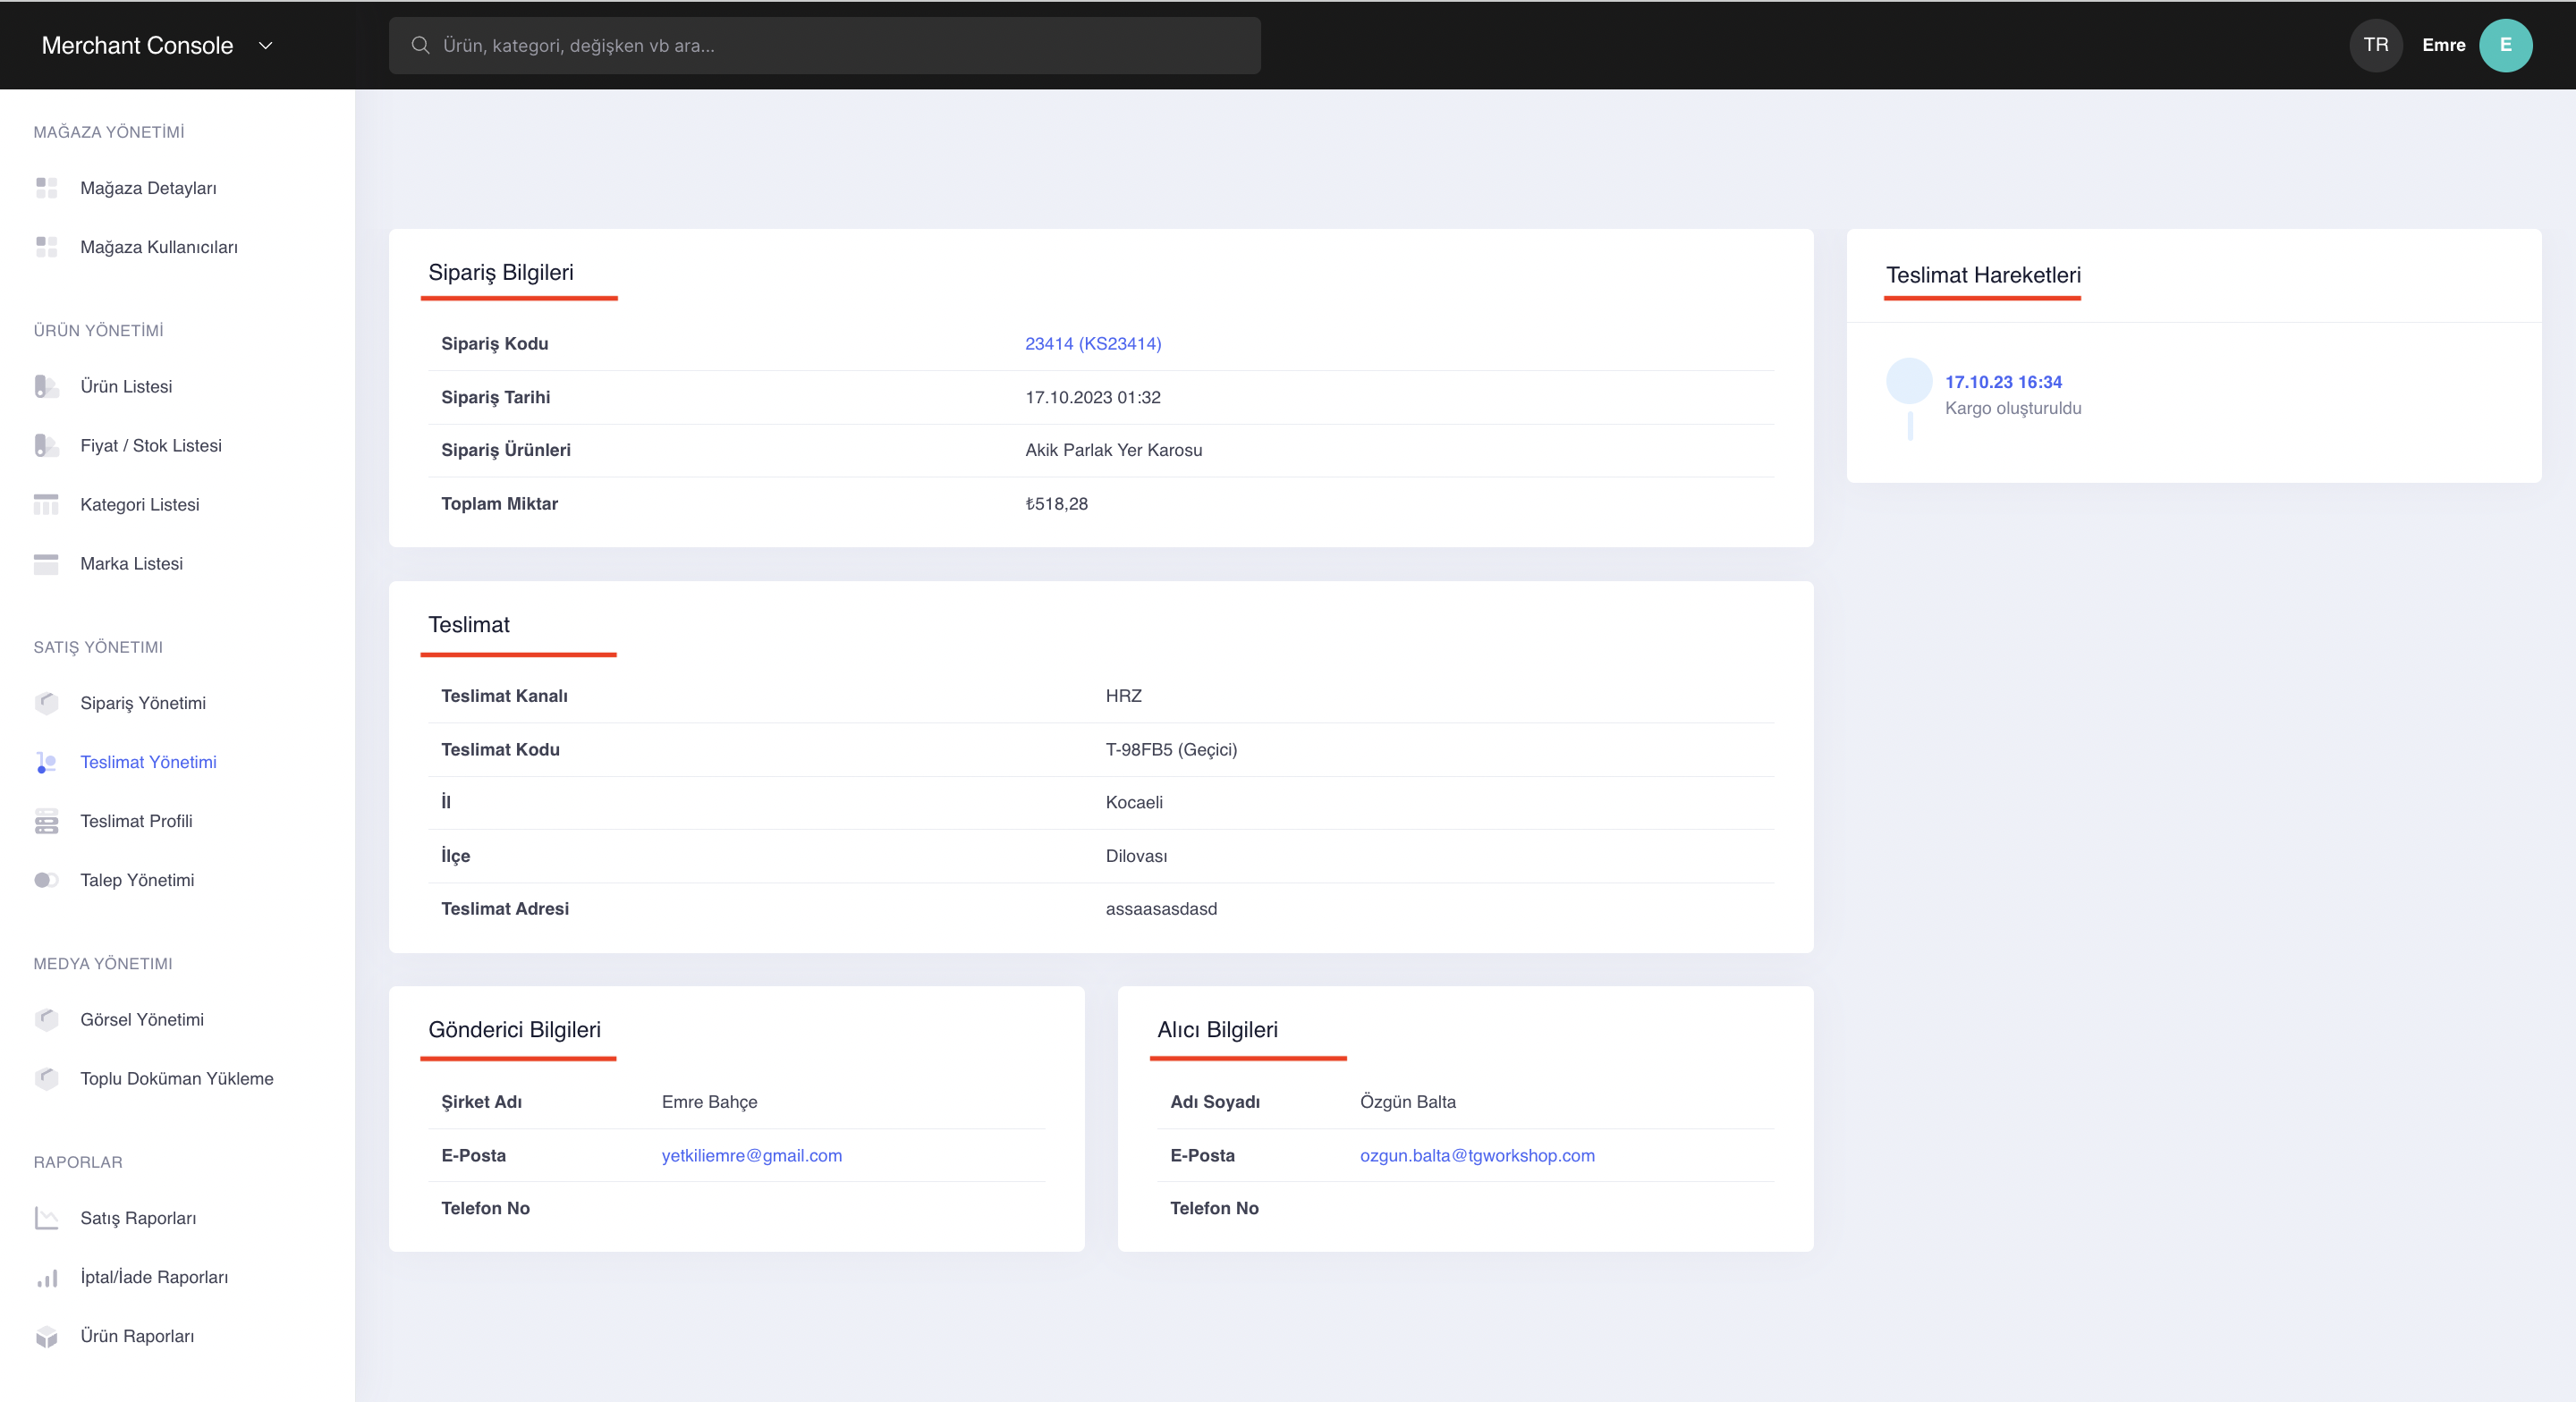 Merchant Console
Ürün, kategori, değişken vb ara...
TR
Emre
E
MAĞAZA YÖNETİMİ
Mağaza Detayları
Mağaza Kullanıcıları
ÜRÜN YÖNETİMİ
Ürün Listesi
Fiyat / Stok Listesi
Kategori Listesi
Marka Listesi
SATIŞ YÖNETIMI
Sipariş Yönetimi
Teslimat Yönetimi
Teslimat Profili
Talep Yönetimi
MEDYA YÖNETIMI
Görsel Yönetimi
Toplu Doküman Yükleme
RAPORLAR
Satış Raporları
İptal/İade Raporları
Ürün Raporları
Sipariş Bilgileri
Sipariş Kodu 23414 (KS23414)
Sipariş Tarihi 17.10.2023 01:32
Sipariş Ürünleri Akik Parlak Yer Karosu
Toplam Miktar ₺518,28
Teslimat
Teslimat Kanalı HRZ
Teslimat Kodu T-98FB5 (Geçici)
İl Kocaeli
İlçe Dilovası
Teslimat Adresi assaasasdasd
Gönderici Bilgileri
Şirket Adı Emre Bahçe
E-Posta yetkiliemre@gmail.com
Telefon No
Alıcı Bilgileri
Adı Soyadı Özgün Balta
E-Posta ozgun.balta@tgworkshop.com
Telefon No
Teslimat Hareketleri
17.10.23 16:34
Kargo oluşturuldu